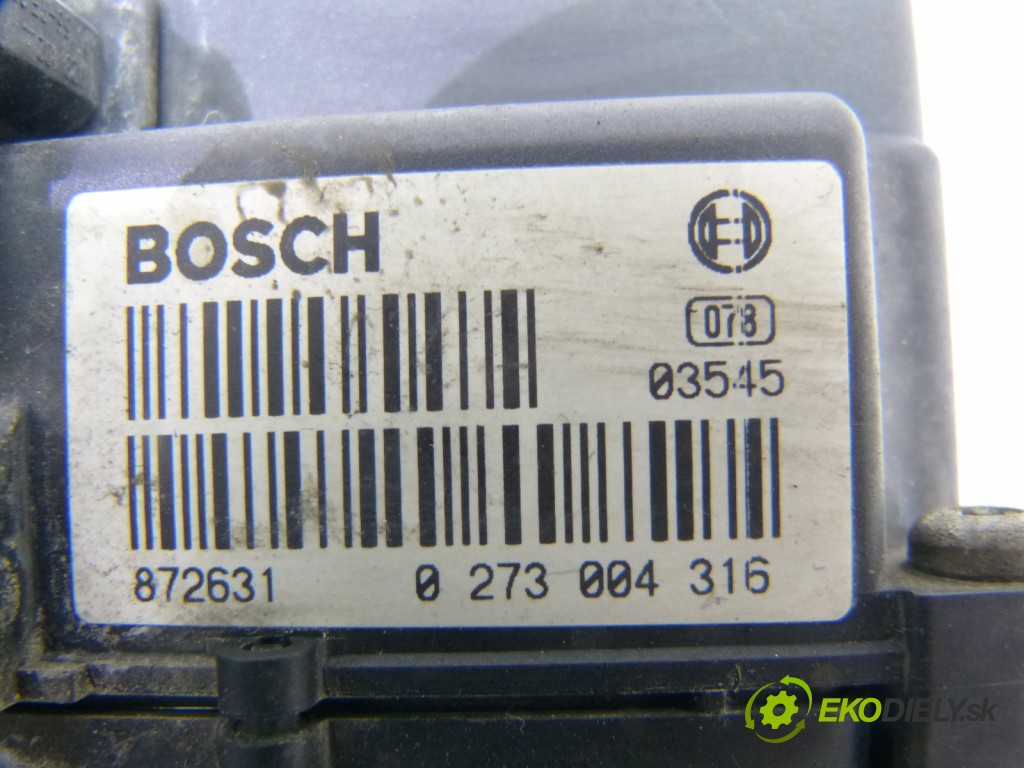 BOSCH
078
03545
872631 0 273 004 316
EKODIELY.sk